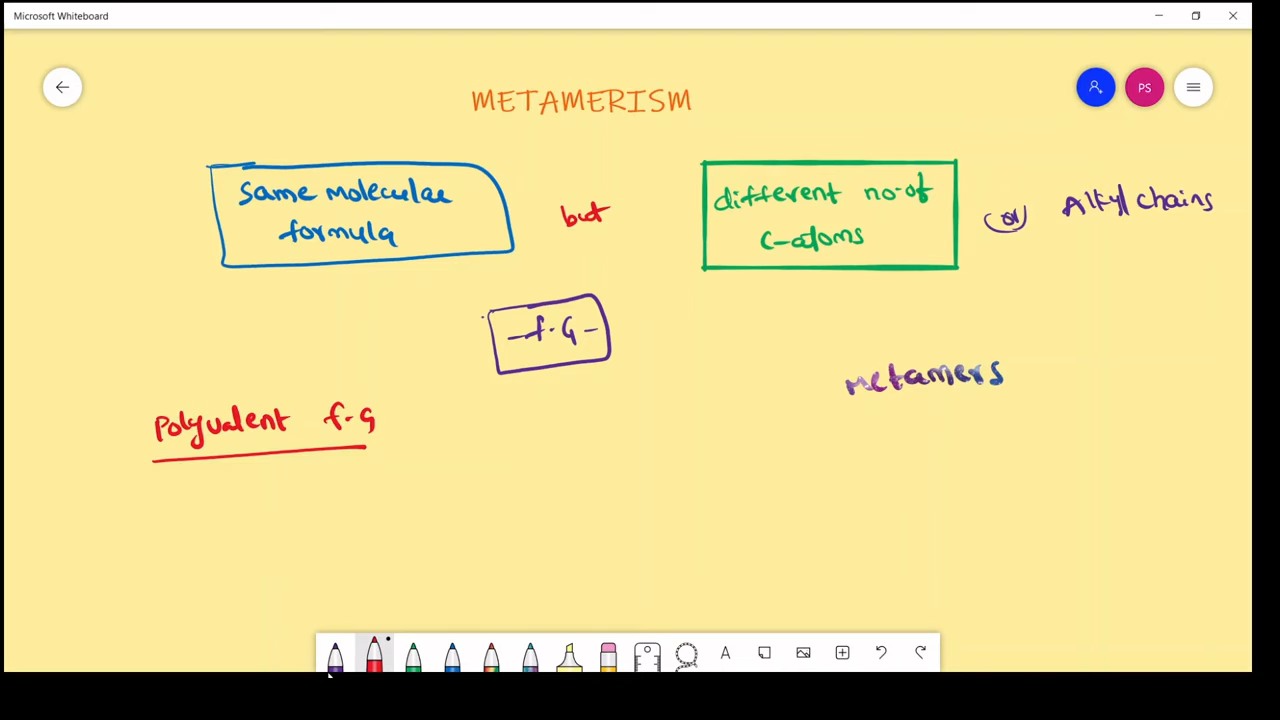 Microsoft Whiteboard
METAMERISM
PS
same molecular
formula
but
different no. of
C-atoms
(or)
Alkyl chains
-f.G-
metamers
Polyvalent f.G
A